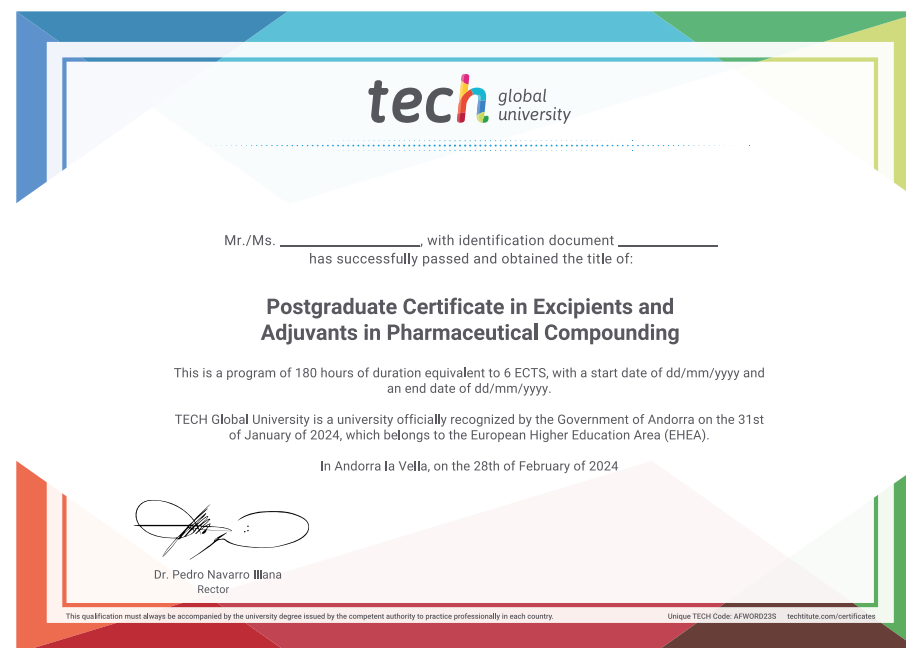 tech global university
Mr./Ms. ____________________, with identification document ______________
has successfully passed and obtained the title of:
Postgraduate Certificate in Excipients and
Adjuvants in Pharmaceutical Compounding
This is a program of 180 hours of duration equivalent to 6 ECTS, with a start date of dd/mm/yyyy and
an end date of dd/mm/yyyy.
TECH Global University is a university officially recognized by the Government of Andorra on the 31st
of January of 2024, which belongs to the European Higher Education Area (EHEA).
In Andorra la Vella, on the 28th of February of 2024
Dr. Pedro Navarro Illana
Rector
This qualification must always be accompanied by the university degree issued by the competent authority to practice professionally in each country.
Unique TECH Code: AFWORD23S techtitute.com/certificates